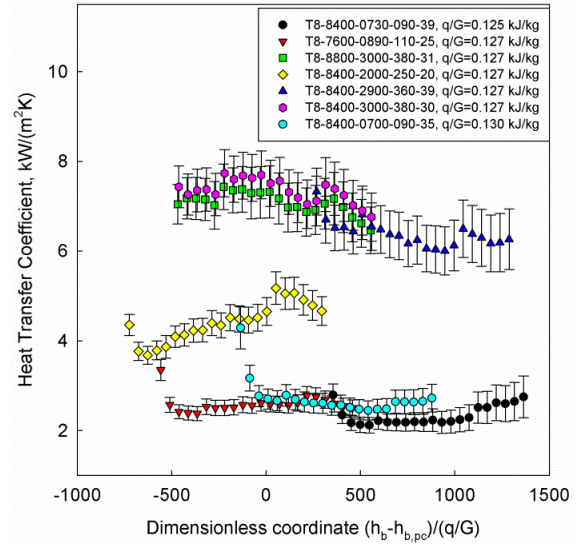 T8-8400-0730-090-39, q/G=0.125 kJ/kg
T8-7600-0890-110-25, q/G=0.127 kJ/kg
T8-8800-3000-380-31, q/G=0.127 kJ/kg
T8-8400-2000-250-20, q/G=0.127 kJ/kg
T8-8400-2900-360-39, q/G=0.127 kJ/kg
T8-8400-3000-380-30, q/G=0.127 kJ/kg
T8-8400-0700-090-35, q/G=0.130 kJ/kg
Heat Transfer Coefficient, kW/(m²K)
10
8
6
4
2
-1000 -500 0 500 1000 1500
Dimensionless coordinate (h_b-h_b,pc)/(q/G)